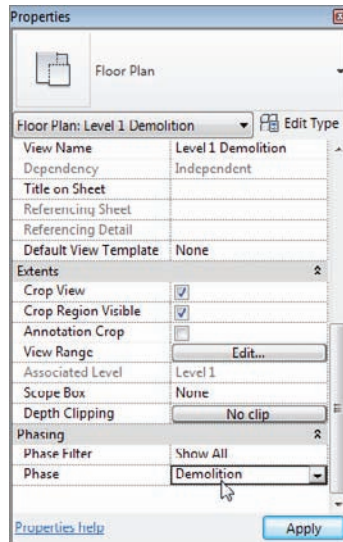 Properties
Floor Plan
Floor Plan: Level 1 Demolition Edit Type
View Name Level 1 Demolition
Dependency Independent
Title on Sheet
Referencing Sheet
Referencing Detail
Default View Template None
Extents
Crop View
Crop Region Visible
Annotation Crop
View Range Edit...
Associated Level Level 1
Scope Box None
Depth Clipping No clip
Phasing
Phase Filter Show All
Phase Demolition
Properties help Apply